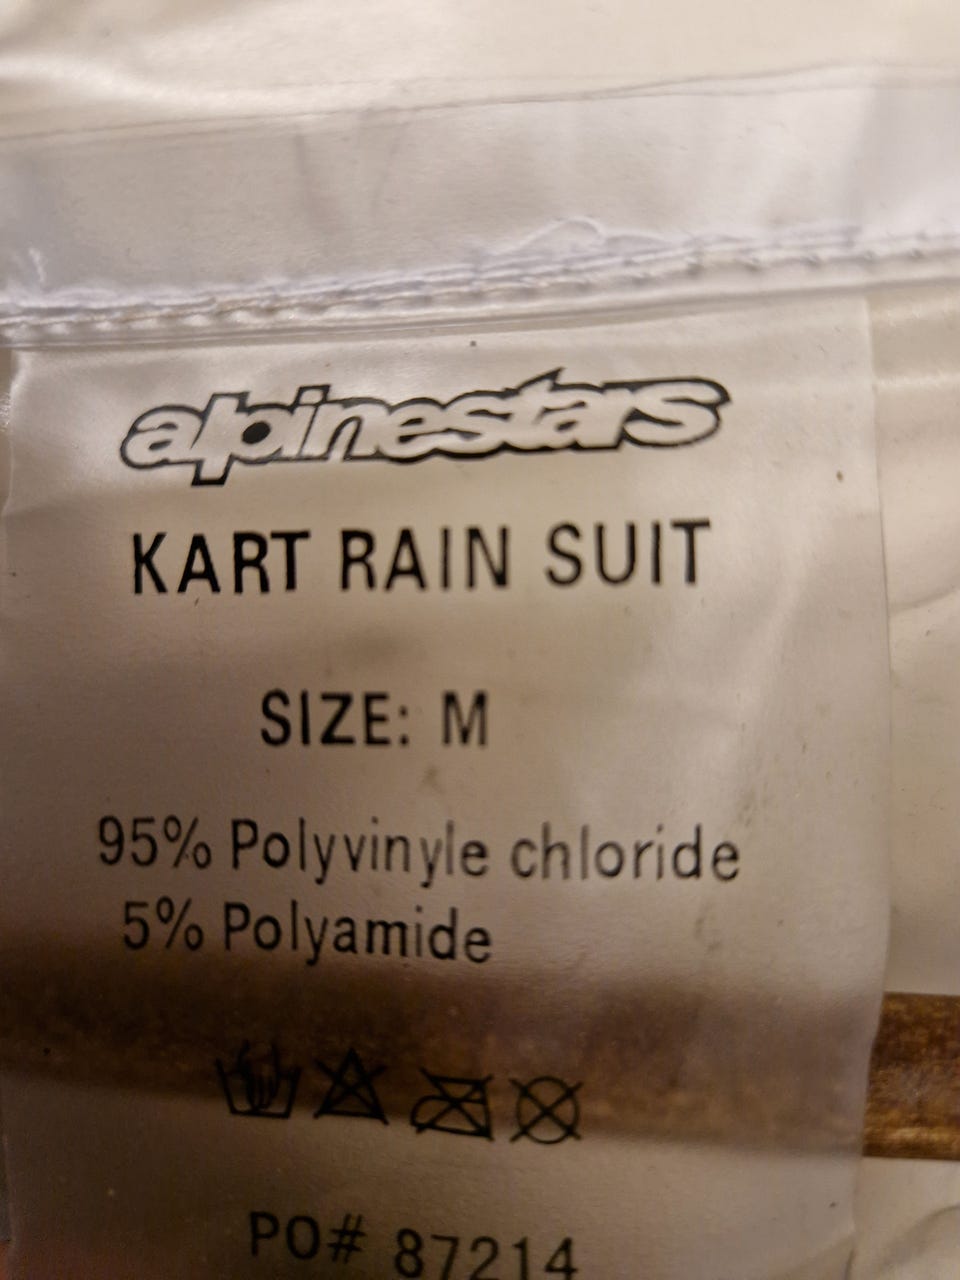 alpinestars
KART RAIN SUIT
SIZE: M
95% Polyvinyle chloride
5% Polyamide
PO# 87214